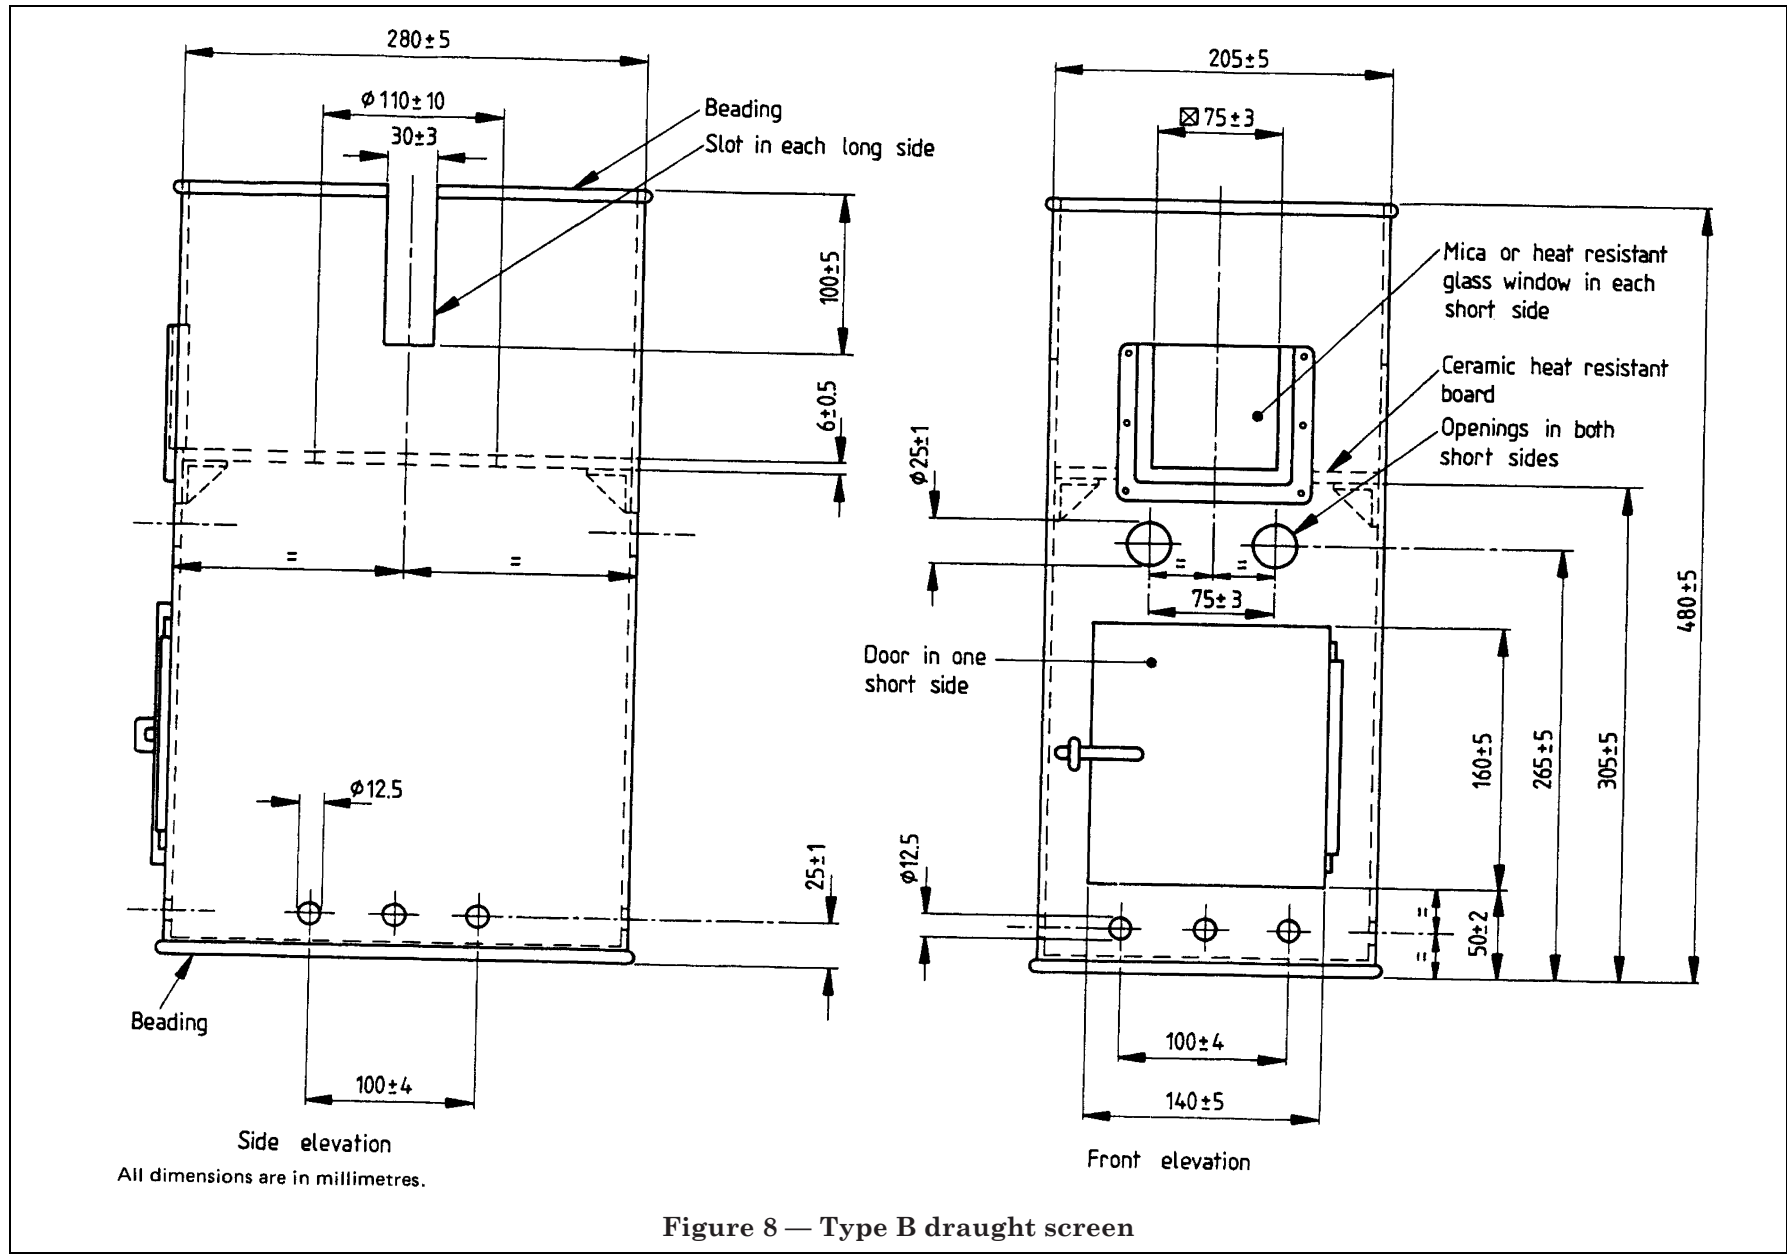 280±5
⌀110±10
30±3
Beading
Slot in each long side
100±5
6±0.5
=
=
⌀12.5
25±1
Beading
100±4
Side elevation
All dimensions are in millimetres.
205±5
⊠75±3
Mica or heat resistant
glass window in each
short side
Ceramic heat resistant
board
Openings in both
short sides
⌀25±1
=
=
75±3
Door in one
short side
480±5
160±5
265±5
305±5
⌀12.5
=
=
50±2
100±4
140±5
Front elevation
Figure 8 — Type B draught screen